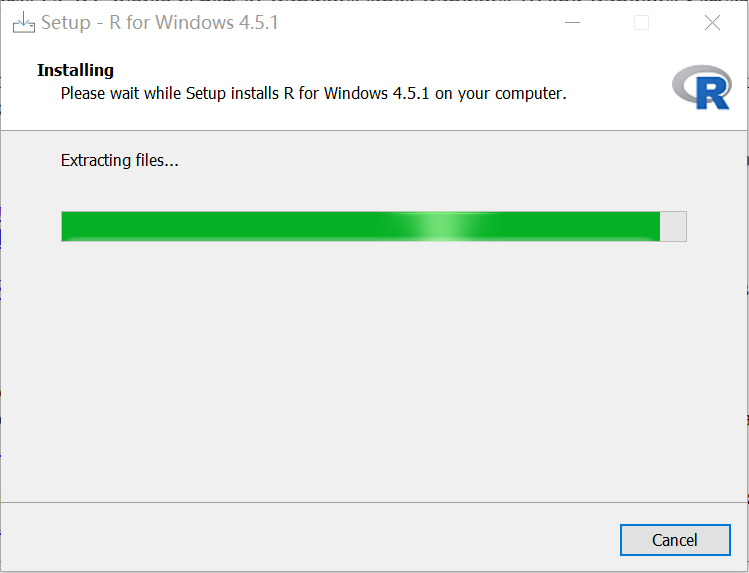 Setup - R for Windows 4.5.1
Installing
Please wait while Setup installs R for Windows 4.5.1 on your computer.
R
Extracting files...
Cancel